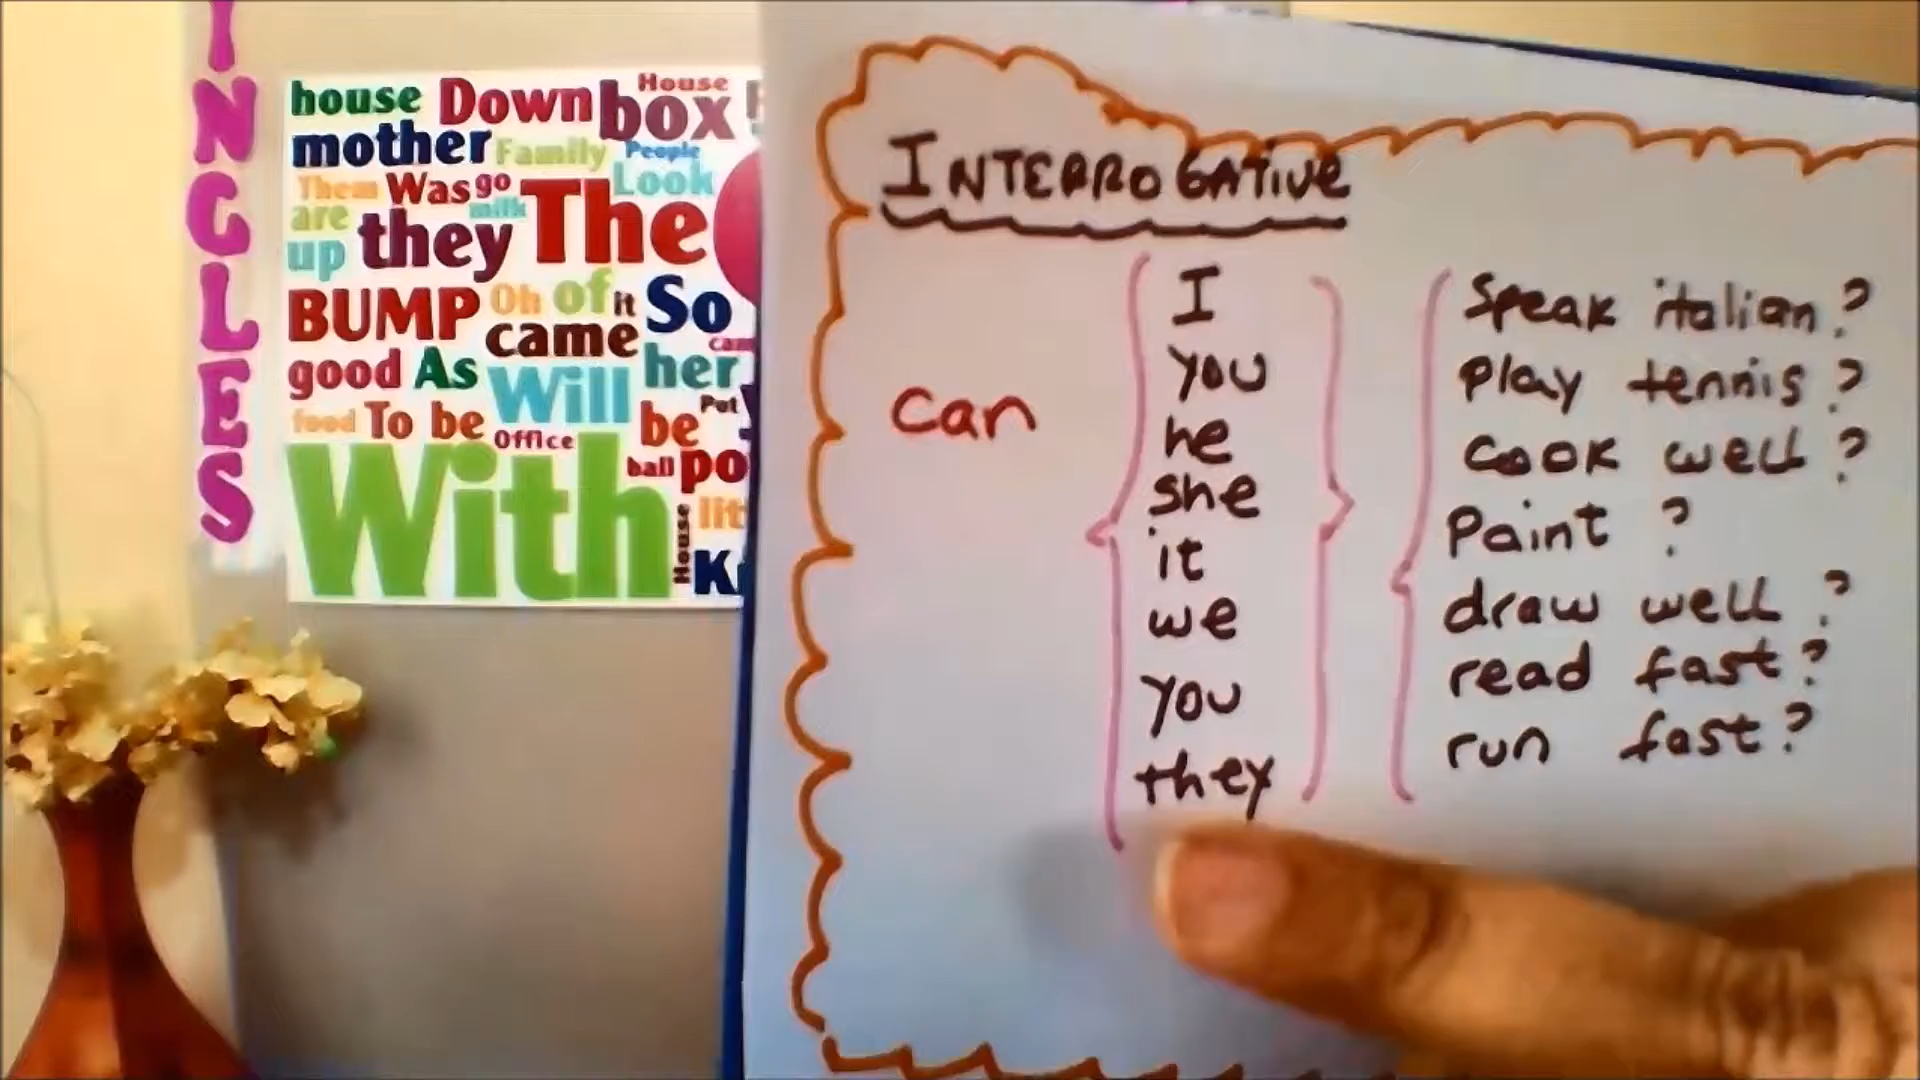 INGLES
house Down box House
mother Family People
Them Was go milk The Look
are
up they
BUMP Oh of it So
came
good As Will her
food To be Office be Put
ball po
With House lit
INTERROGATIVE
can
I
you
he
she
it
we
you
they
Speak italian?
Play tennis?
cook well?
Paint?
draw well?
read fast?
run fast?